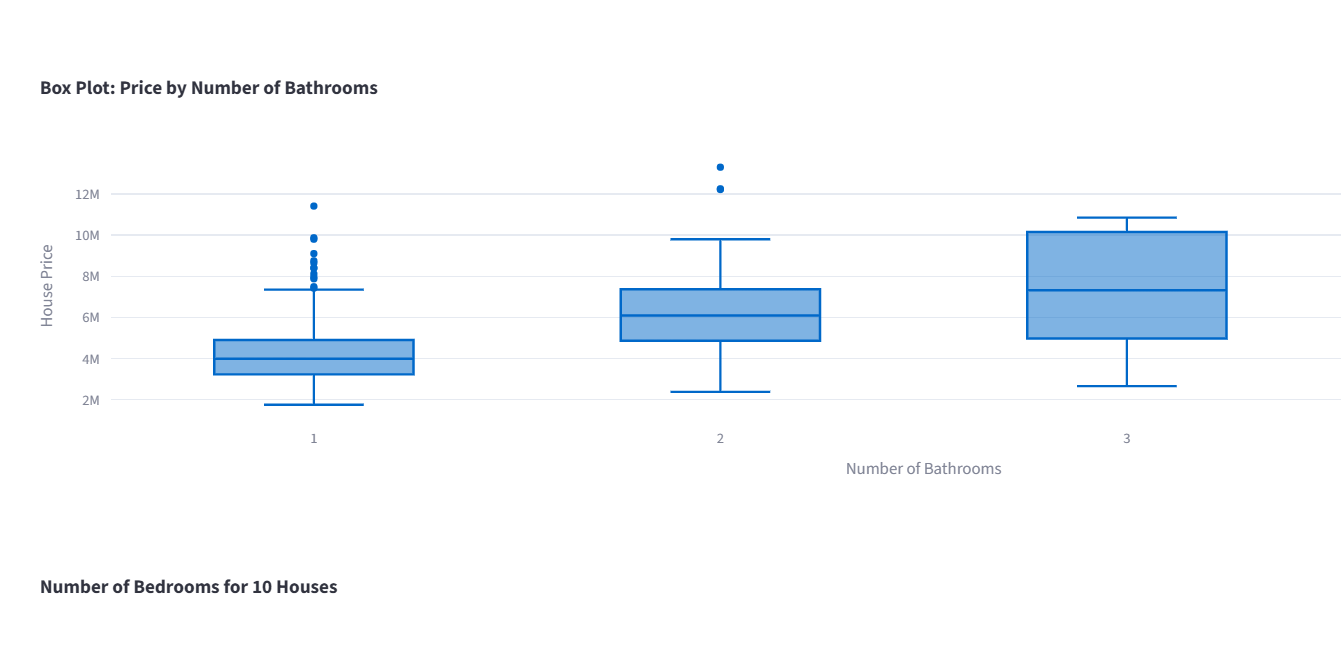 Box Plot: Price by Number of Bathrooms
12M
10M
8M
6M
4M
2M
House Price
1 2 3
Number of Bathrooms
Number of Bedrooms for 10 Houses